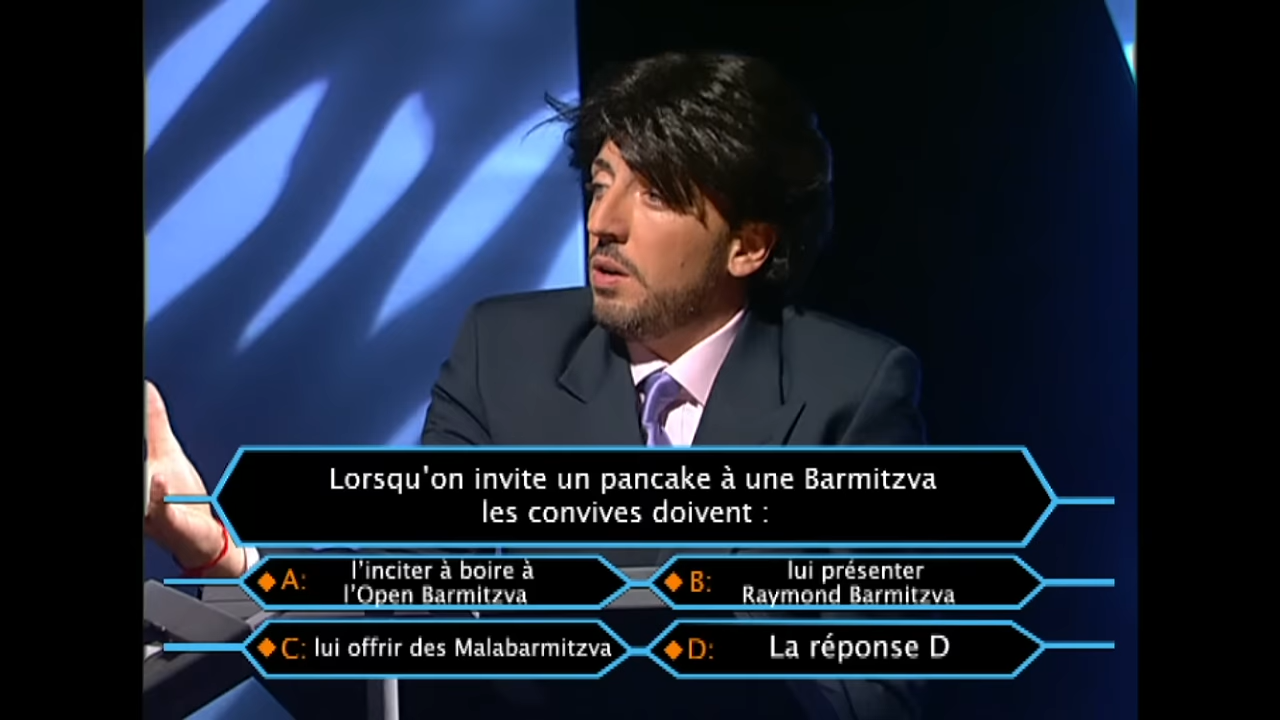 Lorsqu'on invite un pancake à une Barmitzva
les convives doivent :
A: l'inciter à boire à
l'Open Barmitzva
B: lui présenter
Raymond Barmitzva
C: lui offrir des Malabarmitzva
D: La réponse D